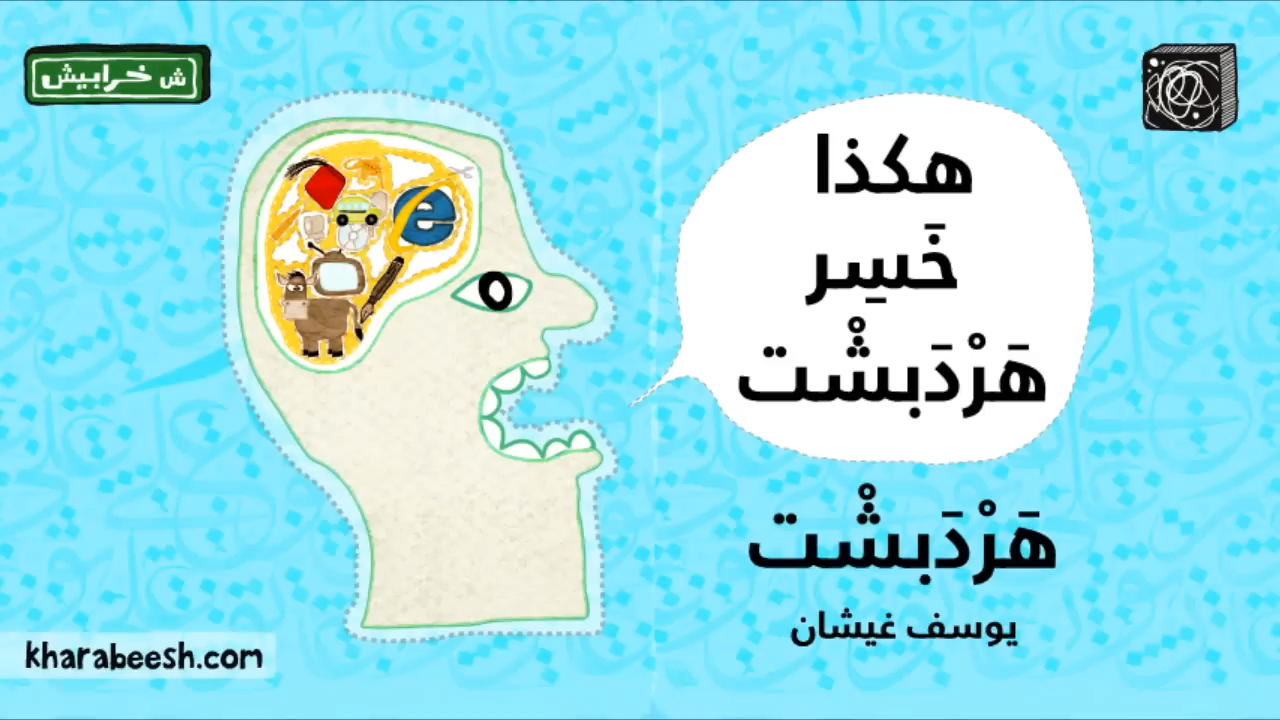 ش خرابيش
هكذا
خَسِر
هَرْدَبشْت
هَرْدَبشْت
يوسف غيشان
kharabeesh.com